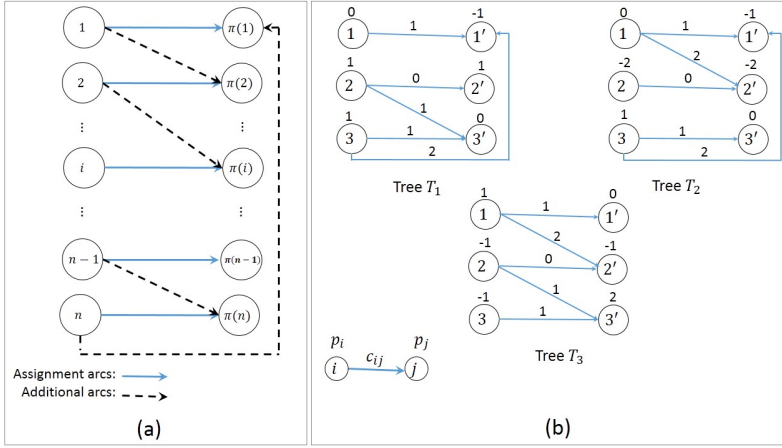 1 π(1)
2 π(2)
⋮ ⋮
i π(i)
⋮ ⋮
n − 1 π(n−1)
n π(n)
Assignment arcs:
Additional arcs:
(a)
0 -1
1 1 1′
1 1
2 0 2′
1 1 0
3 1 3′
2
Tree T₁
0 -1
1 1 1′
-2 2 -2
2 0 2′
1 0
3 1 3′
2
Tree T₂
1 0
1 1 1′
-1 2 -1
2 0 2′
-1 1 2
3 1 3′
Tree T₃
pᵢ pⱼ
i cᵢⱼ j
(b)